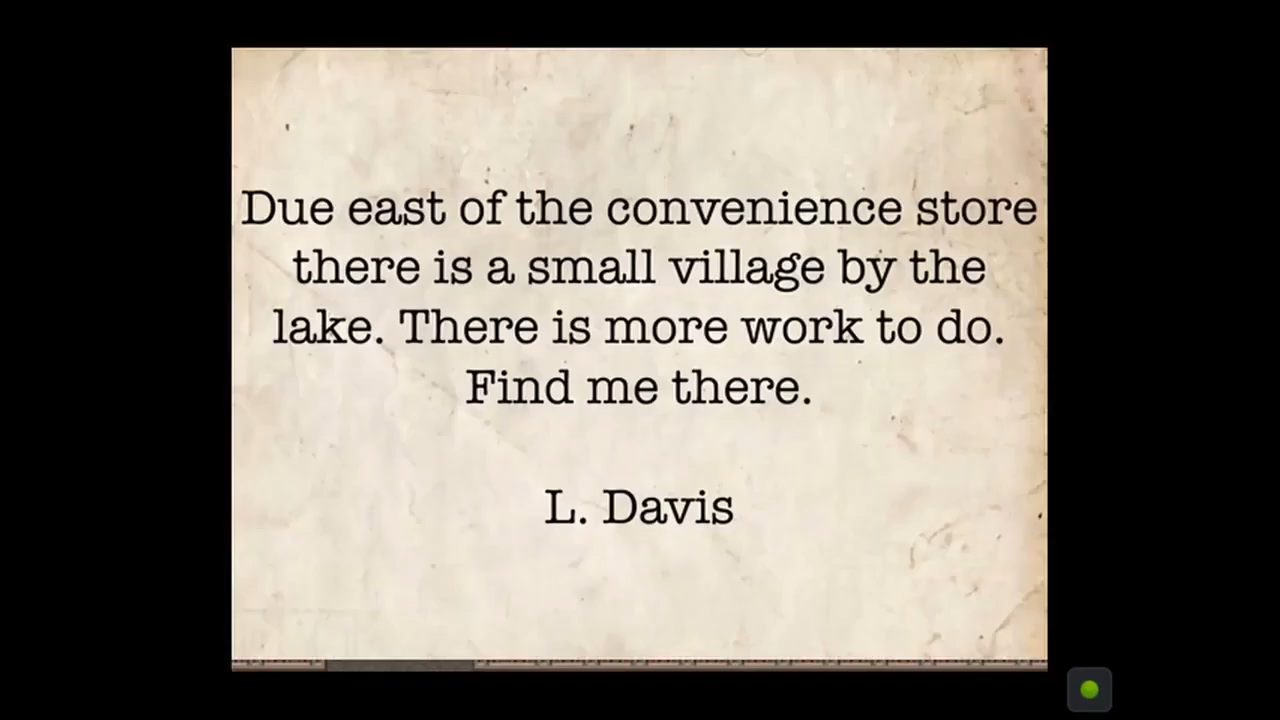 Due east of the convenience store
there is a small village by the
lake. There is more work to do.
Find me there.
L. Davis